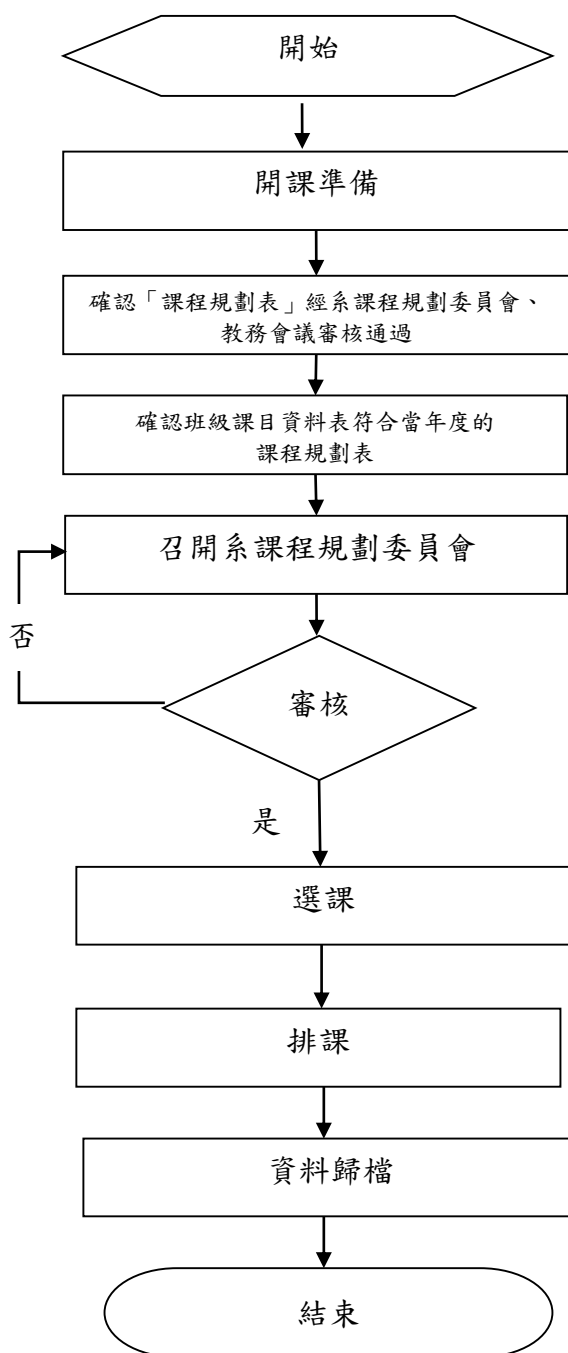 開始
開課準備
確認「課程規劃表」經系課程規劃委員會、
教務會議審核通過
確認班級課目資料表符合當年度的
課程規劃表
召開系課程規劃委員會
否
審核
是
選課
排課
資料歸檔
結束